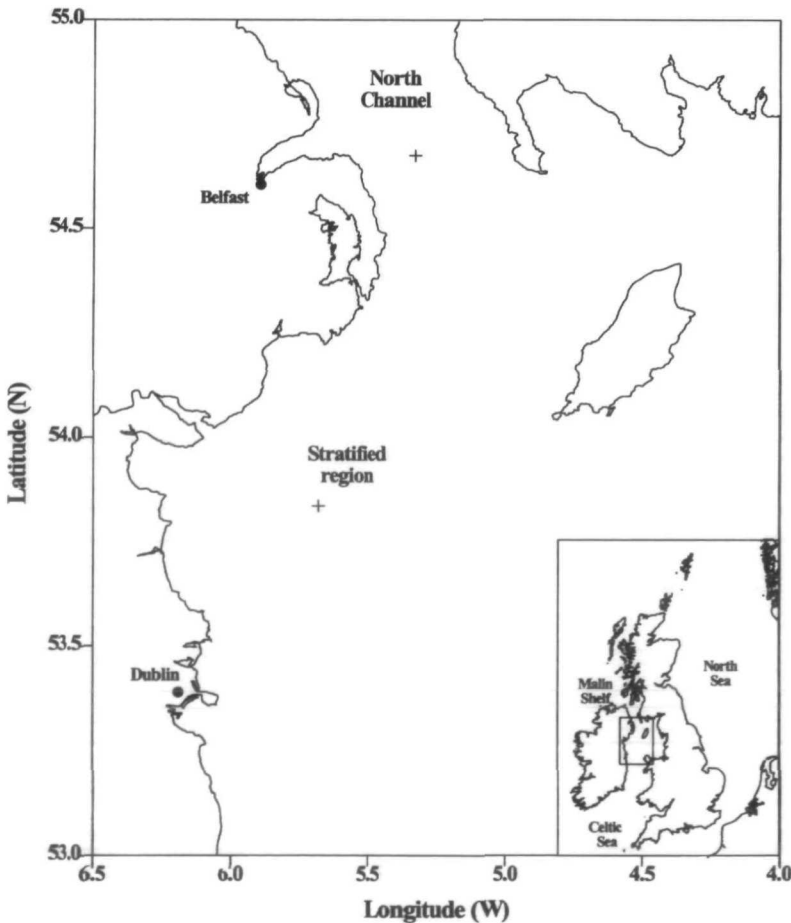 55.0
North
Channel
Belfast
54.5
Latitude (N)
54.0
Stratified
region
53.5
Dublin
North
Sea
Malin
Shelf
Celtic
Sea
53.0
6.5
6.0
5.5
5.0
4.5
4.0
Longitude (W)